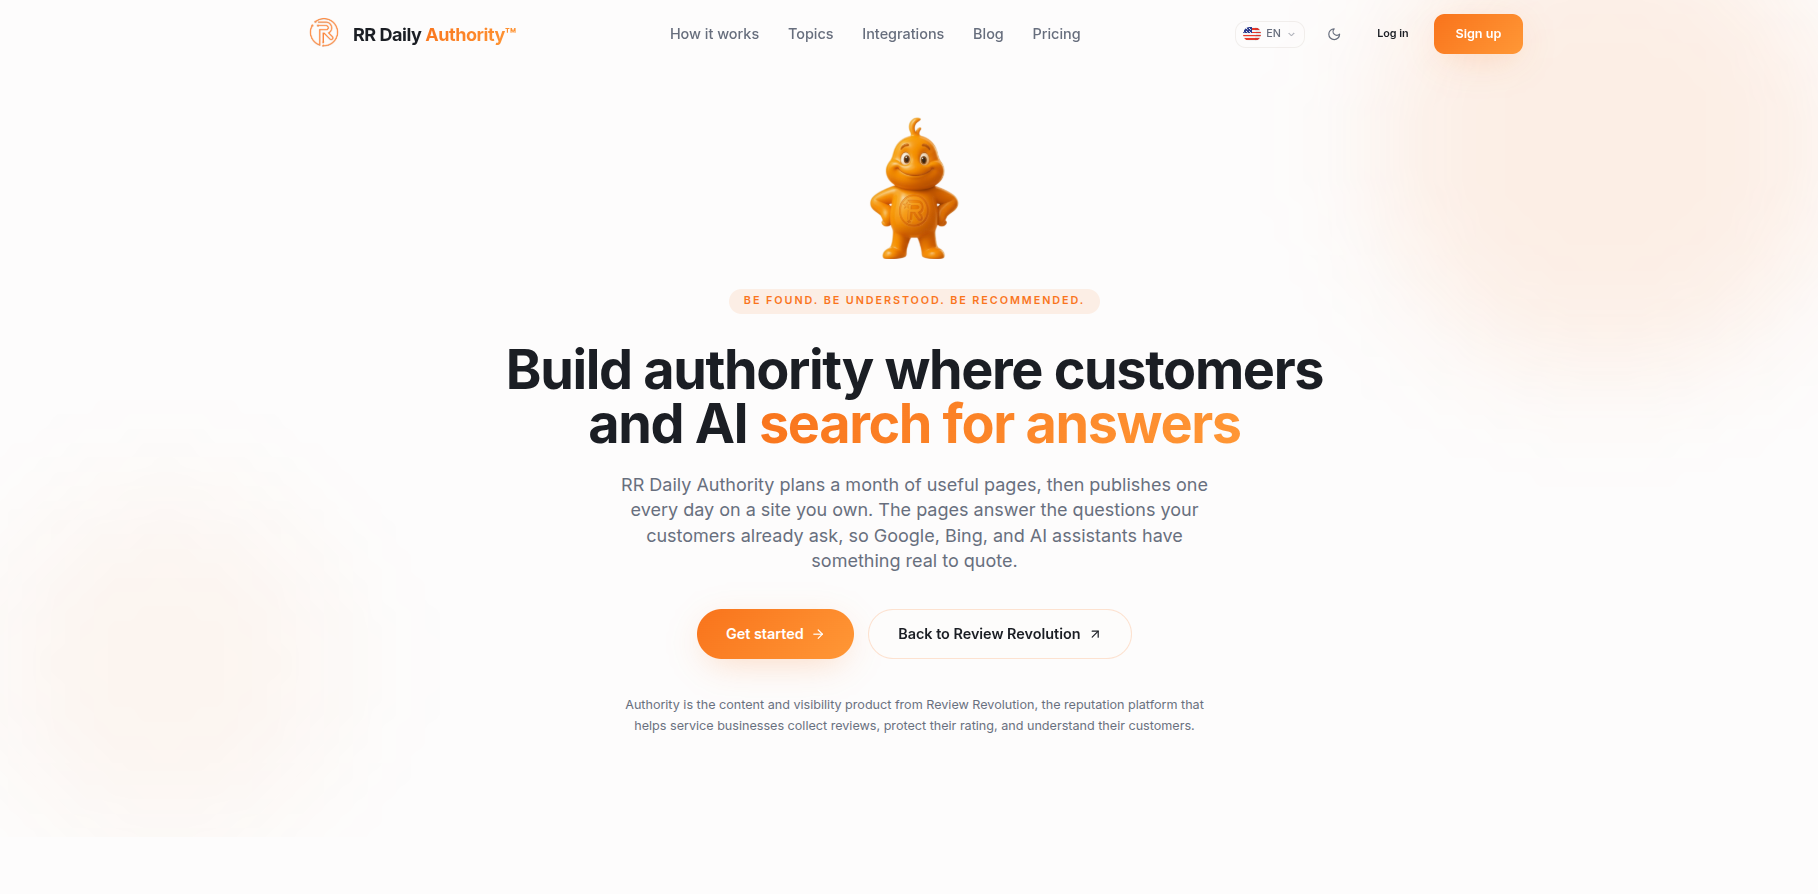 RR Daily Authority™
How it works
Topics
Integrations
Blog
Pricing
EN
Log in
Sign up
BE FOUND. BE UNDERSTOOD. BE RECOMMENDED.
Build authority where customers
and AI search for answers
RR Daily Authority plans a month of useful pages, then publishes one
every day on a site you own. The pages answer the questions your
customers already ask, so Google, Bing, and AI assistants have
something real to quote.
Get started
Back to Review Revolution
Authority is the content and visibility product from Review Revolution, the reputation platform that
helps service businesses collect reviews, protect their rating, and understand their customers.